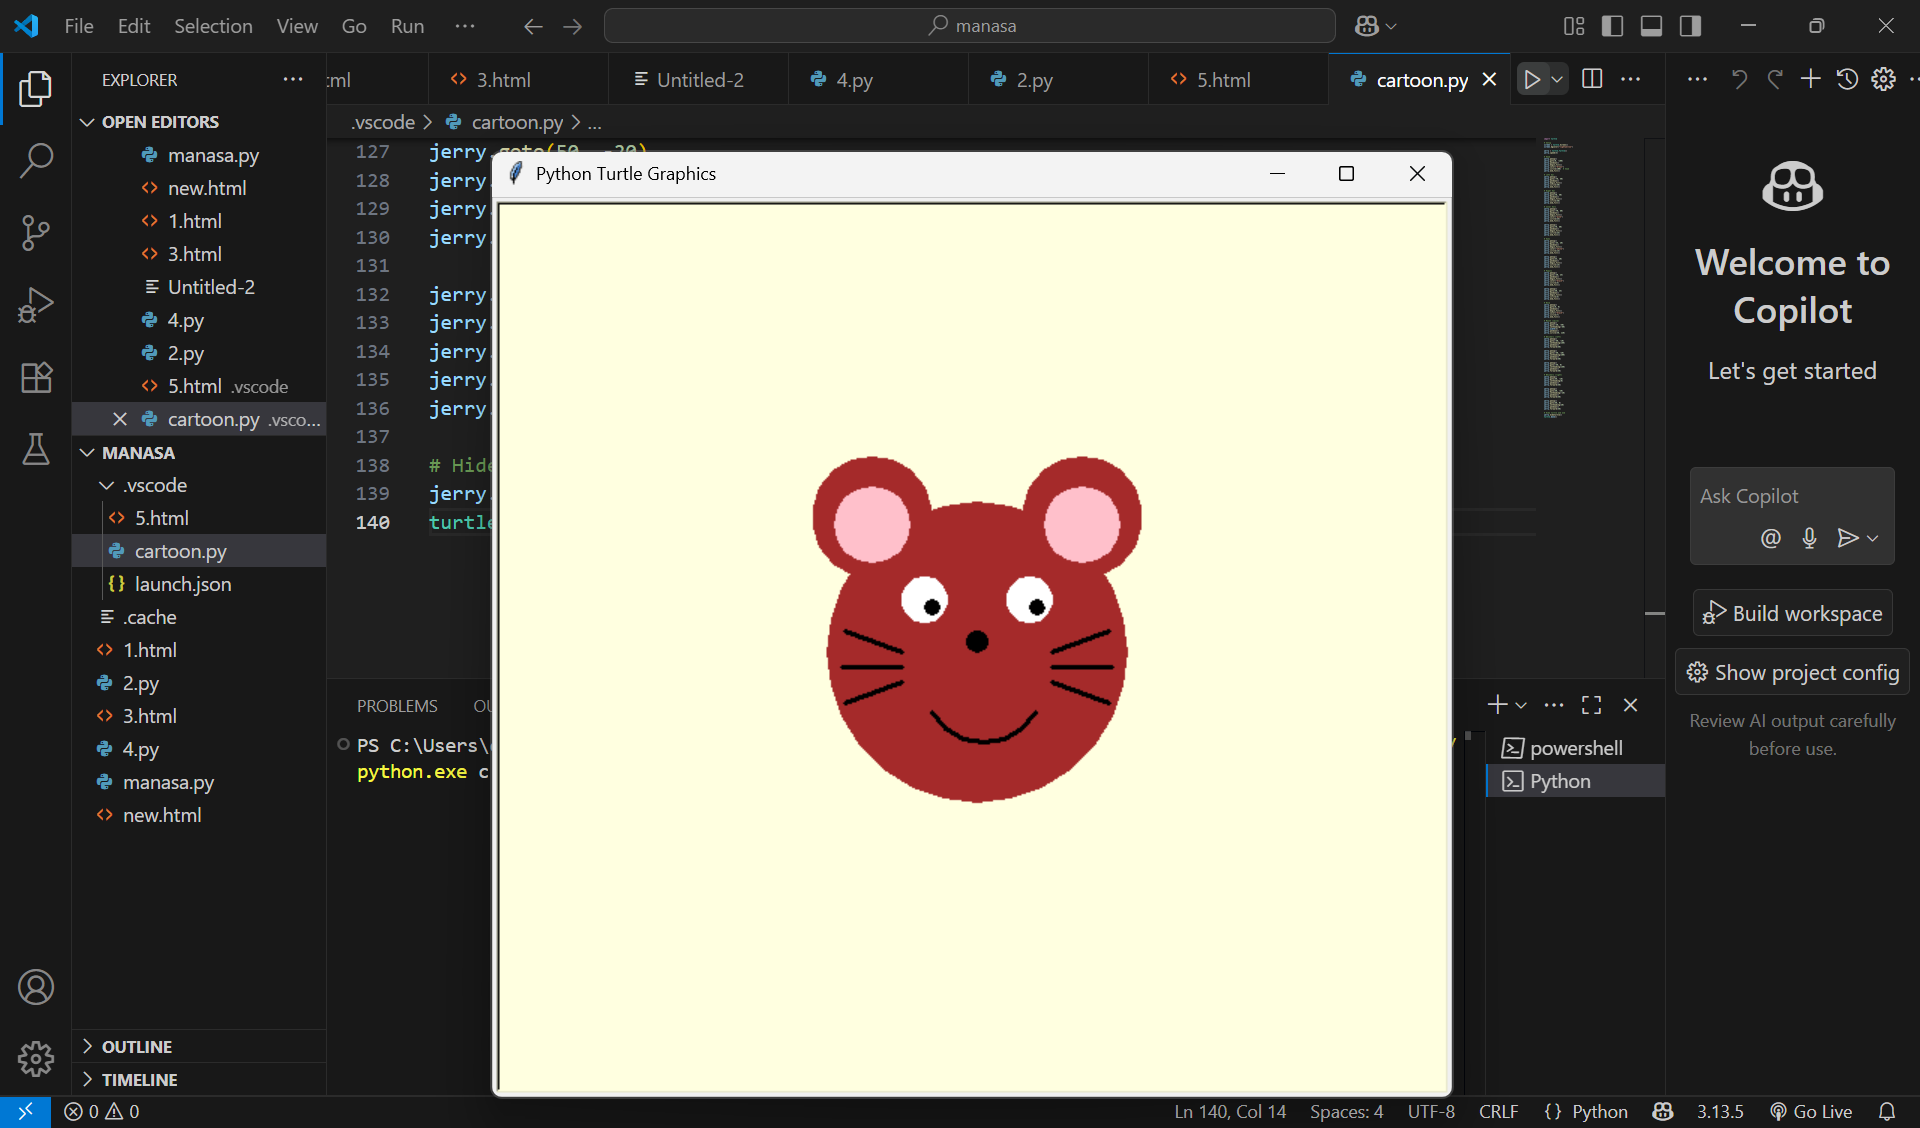 File Edit Selection View Go Run ··· manasa
EXPLORER ···
OPEN EDITORS
manasa.py
new.html
1.html
3.html
Untitled-2
4.py
2.py
5.html .vscode
cartoon.py .vsco...
MANASA
.vscode
5.html
cartoon.py
launch.json
.cache
1.html
2.py
3.html
4.py
manasa.py
new.html
OUTLINE
TIMELINE
3.html Untitled-2 4.py 2.py 5.html cartoon.py
.vscode > cartoon.py > ...
127 jerry.goto(50, -20)
128 jerry.
129 jerry.
130 jerry.
131
132 jerry.
133 jerry.
134 jerry.
135 jerry.
136 jerry.
137
138 # Hide
139 jerry.
140 turtle
Python Turtle Graphics
PROBLEMS
PS C:\Users\
python.exe c
powershell
Python
Welcome to
Copilot
Let's get started
Ask Copilot
Build workspace
Show project config
Review AI output carefully
before use.
0 0 Ln 140, Col 14 Spaces: 4 UTF-8 CRLF {} Python 3.13.5 Go Live